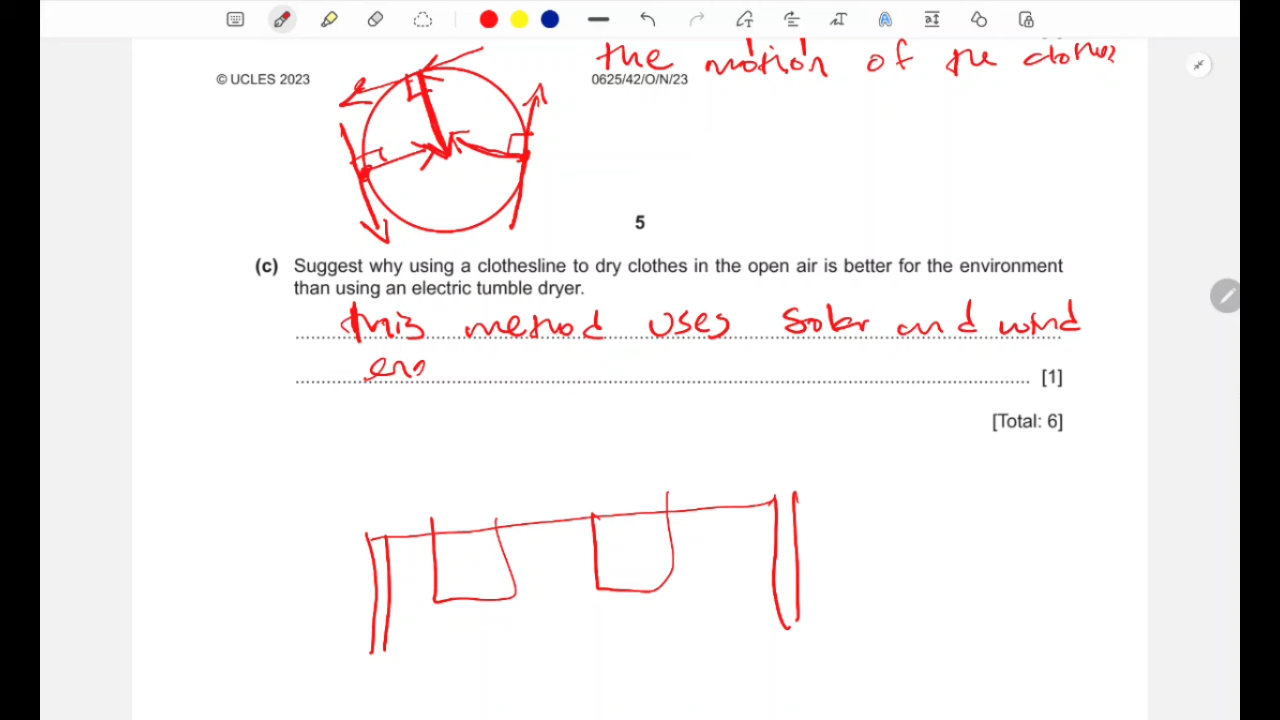 the motion of the clothes
© UCLES 2023 0625/42/O/N/23
5
(c) Suggest why using a clothesline to dry clothes in the open air is better for the environment
than using an electric tumble dryer.
this method uses solar and wind
ene
[1]
[Total: 6]